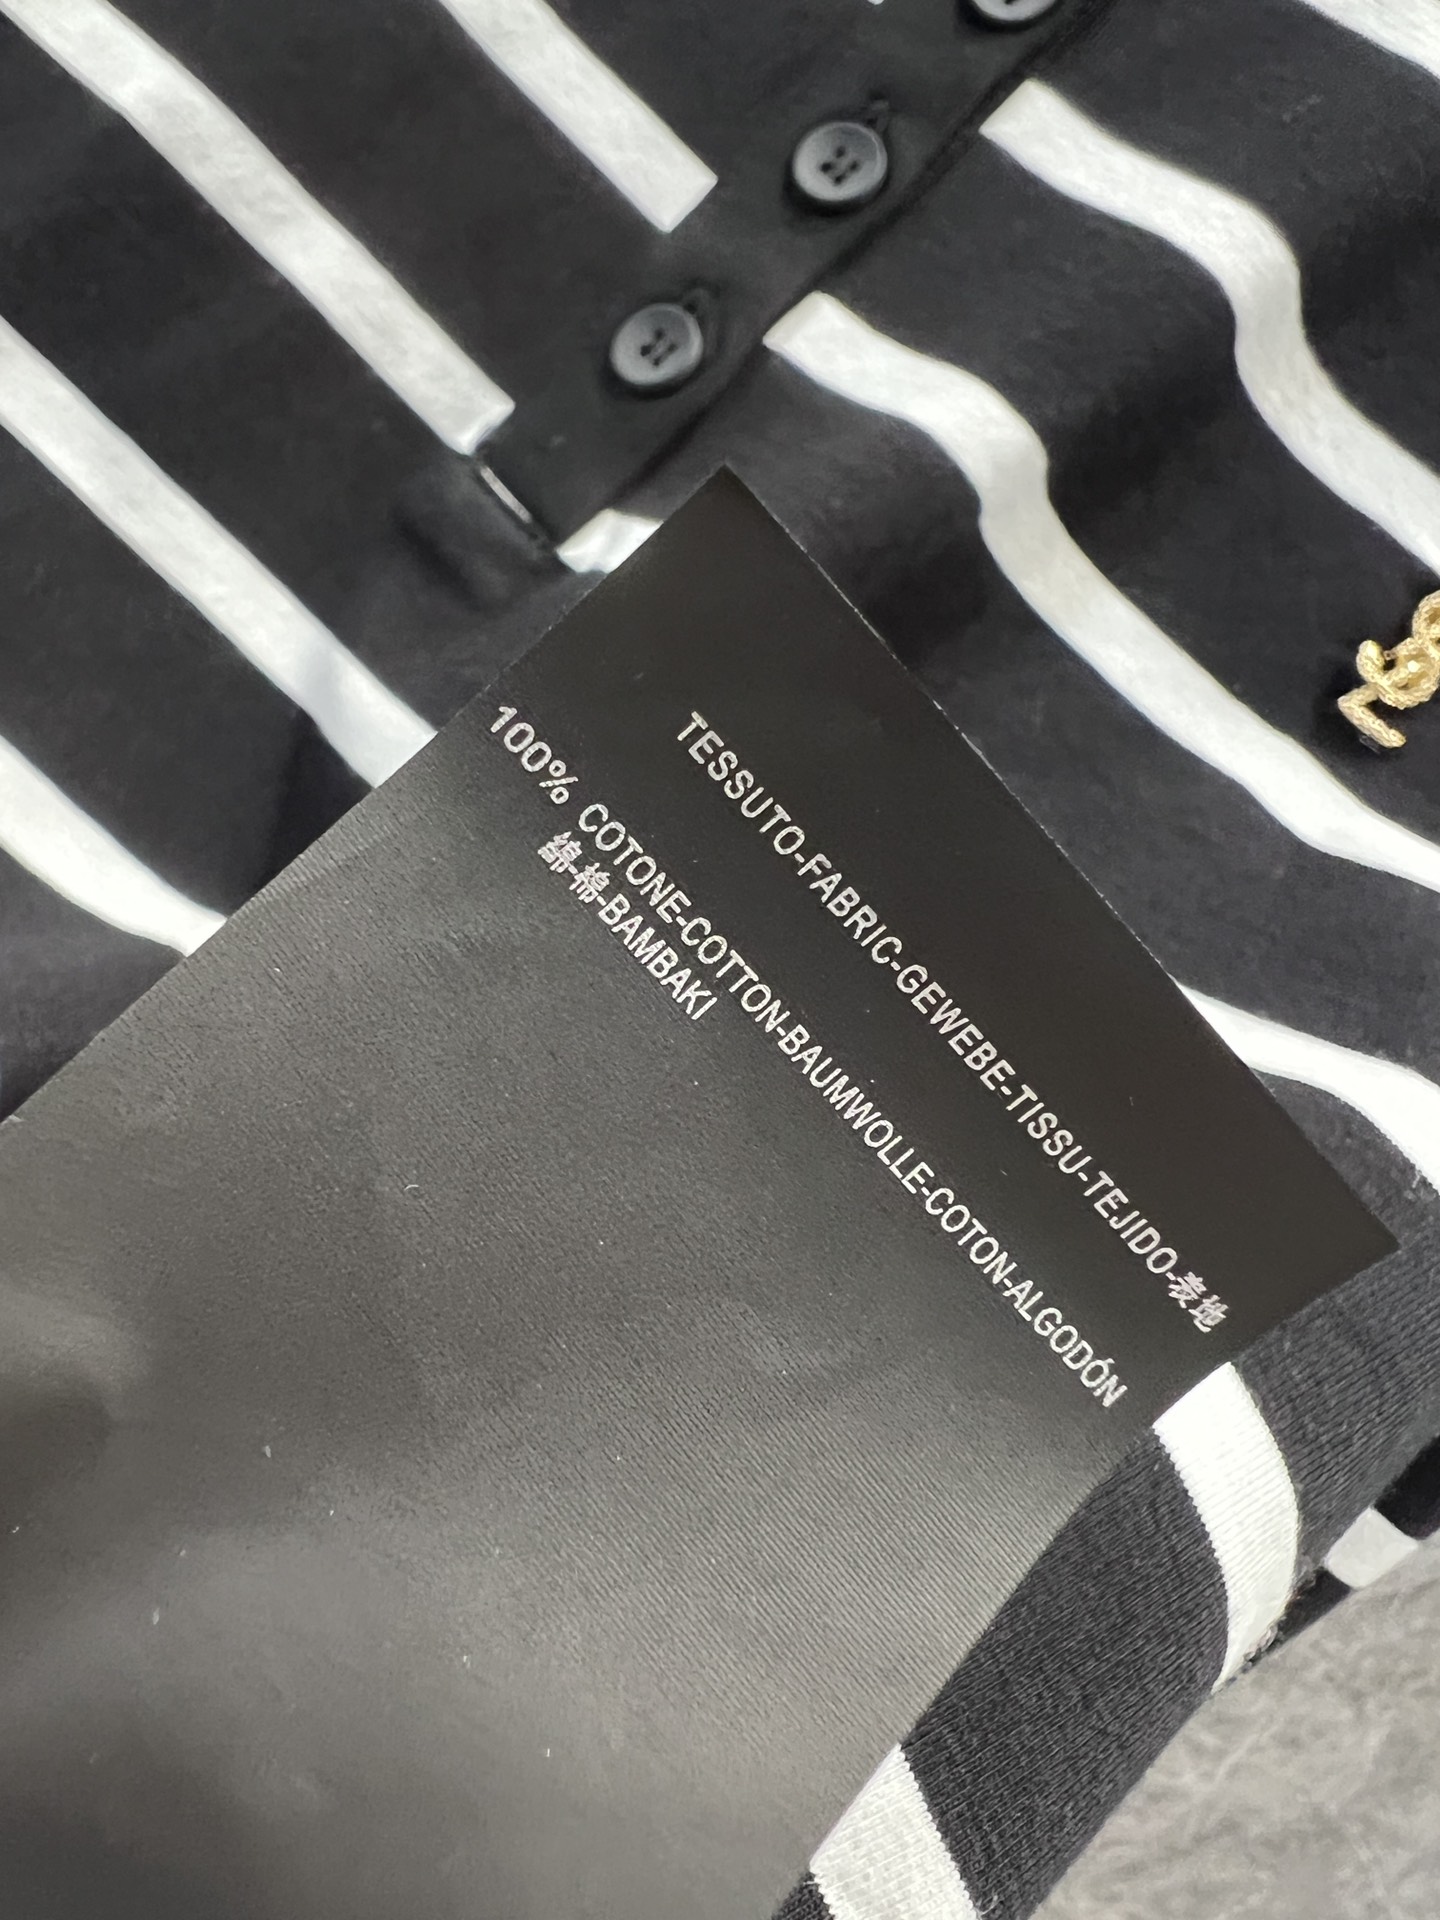 TESSUTO-FABRIC-GEWEBE-TISSU-TEJIDO-表地
100% COTONE-COTTON-BAUMWOLLE-COTON-ALGODÓN
綿-棉-BAMBAKI